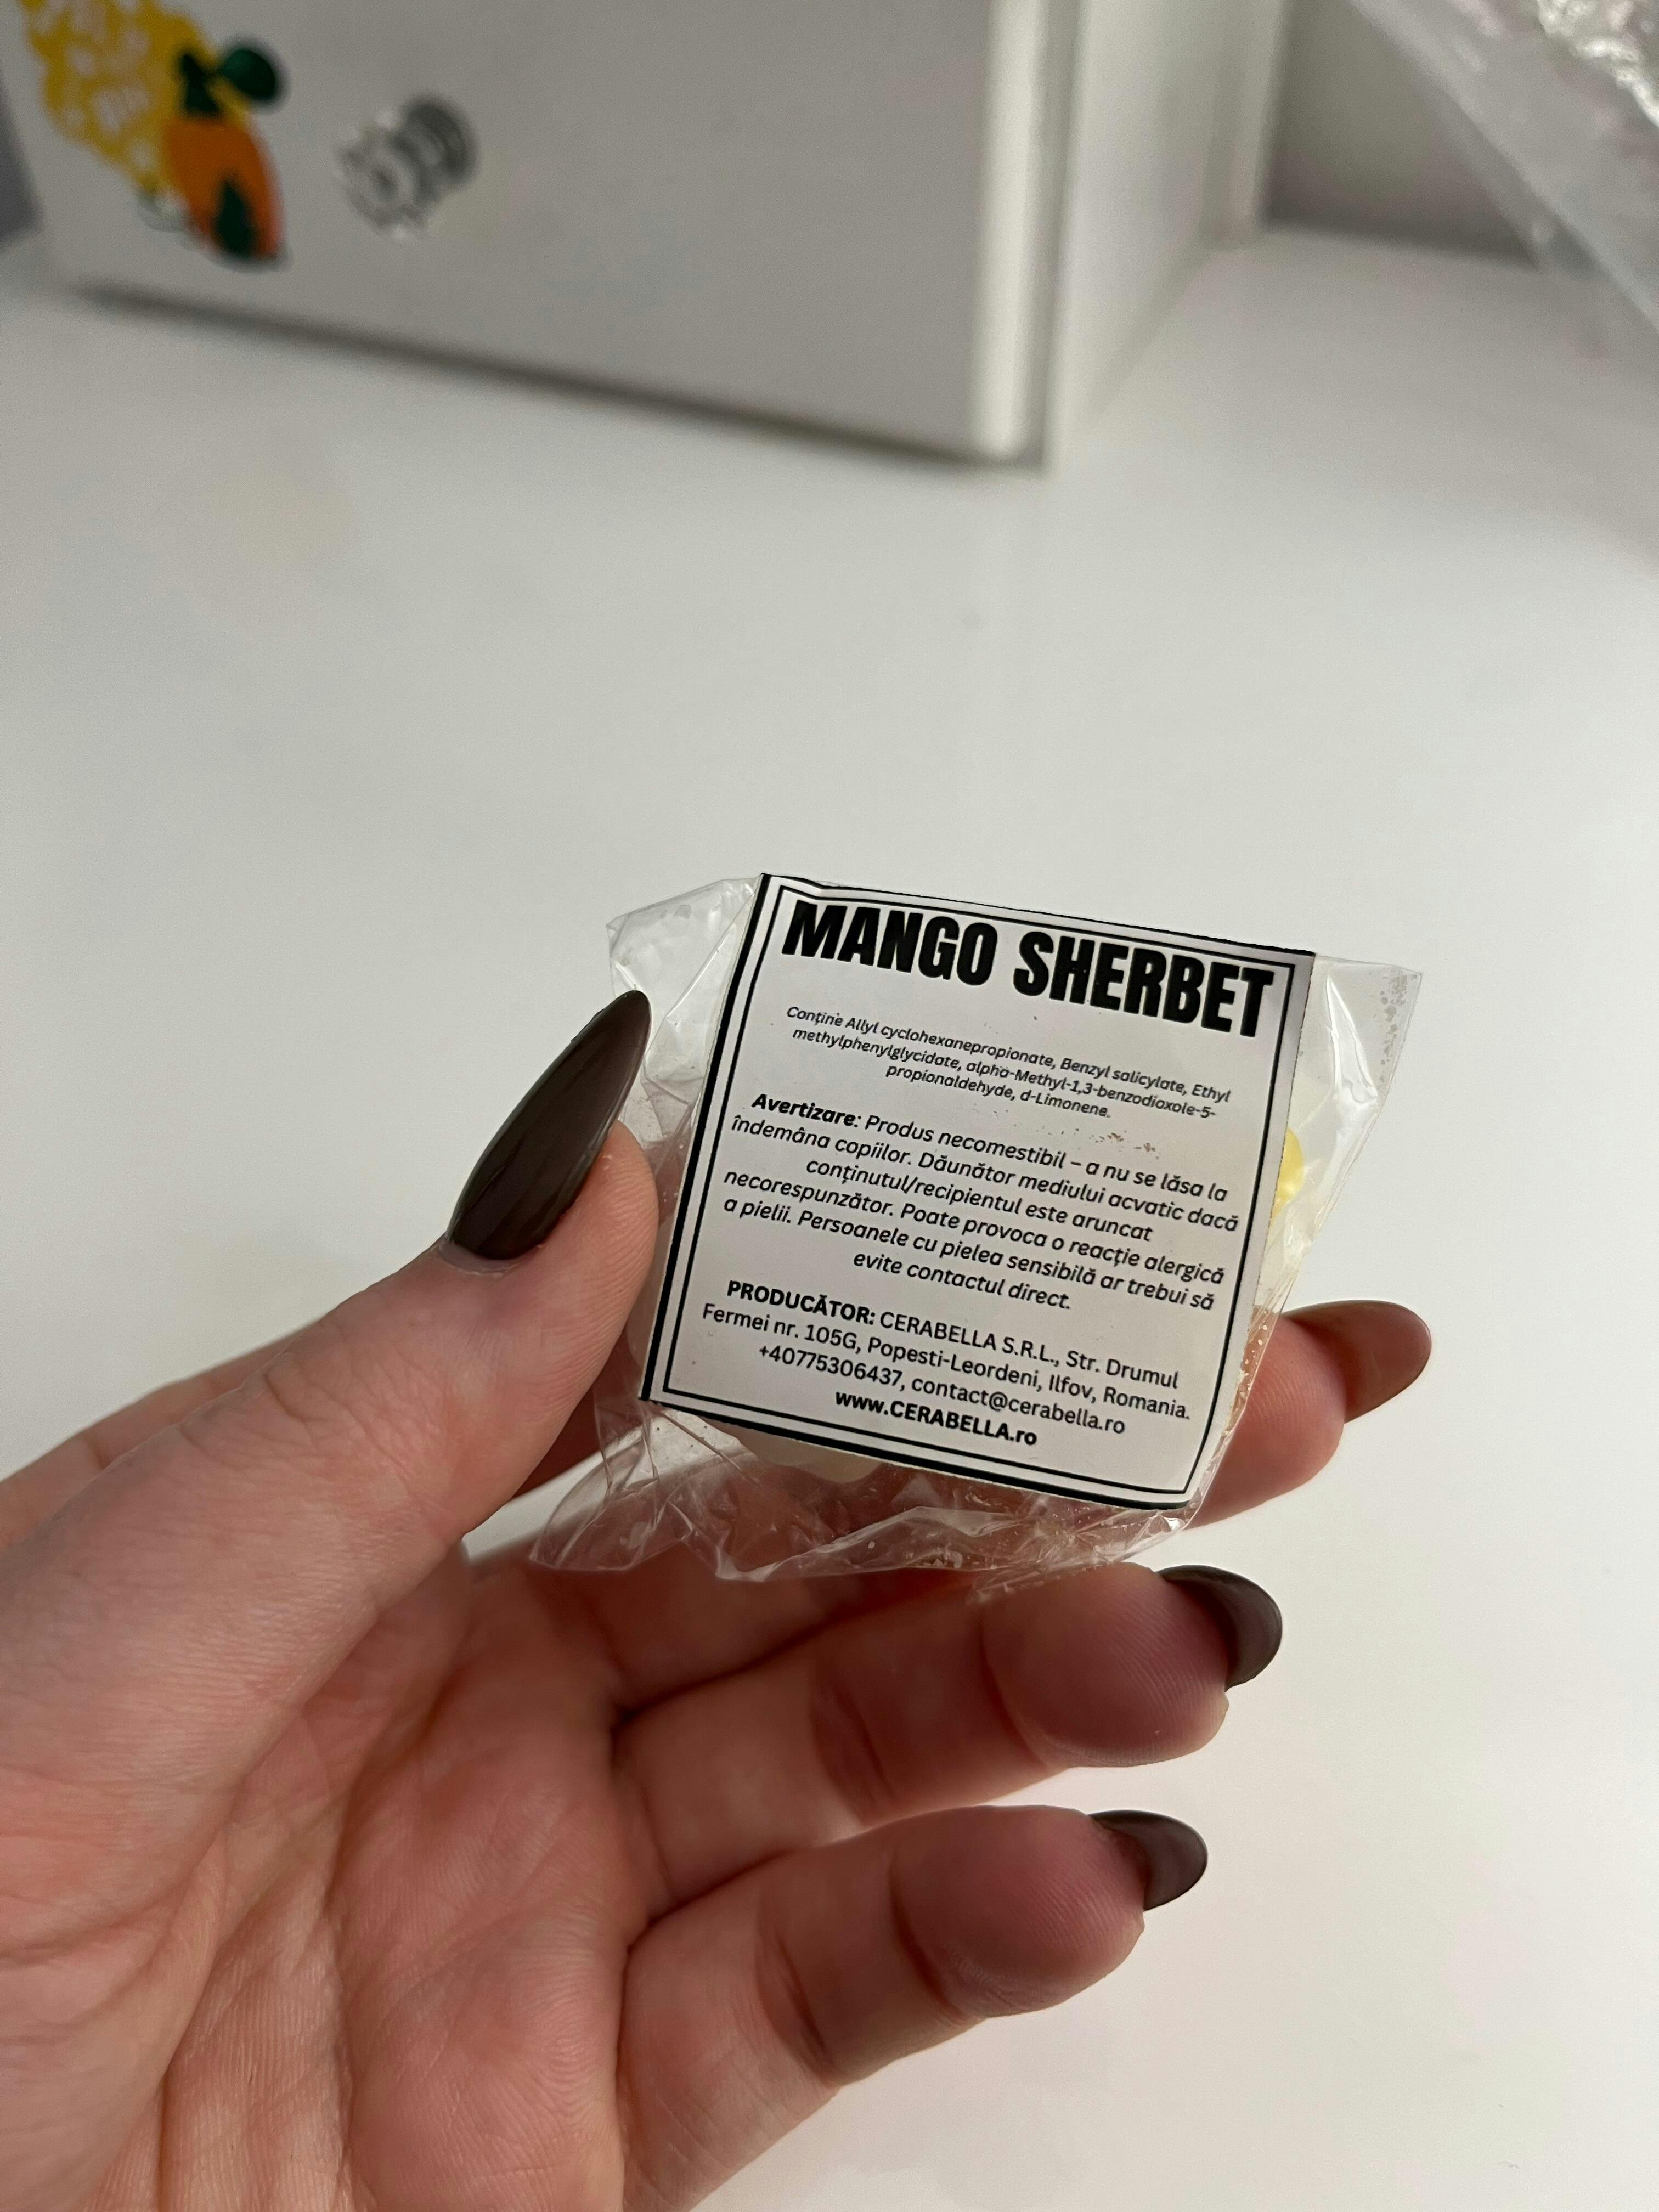 MANGO SHERBET
Conține Allyl cyclohexanepropionate, Benzyl salicylate, Ethyl
methylphenylglycidate, alpha-Methyl-1,3-benzodioxole-5-
propionaldehyde, d-Limonene.
Avertizare: Produs necomestibil – a nu se lăsa la
îndemâna copiilor. Dăunător mediului acvatic dacă
conținutul/recipientul este aruncat
necorespunzător. Poate provoca o reacție alergică
a pielii. Persoanele cu pielea sensibilă ar trebui să
evite contactul direct.
PRODUCĂTOR: CERABELLA S.R.L., Str. Drumul
Fermei nr. 105G, Popesti-Leordeni, Ilfov, Romania.
+40775306437, contact@cerabella.ro
www.CERABELLA.ro